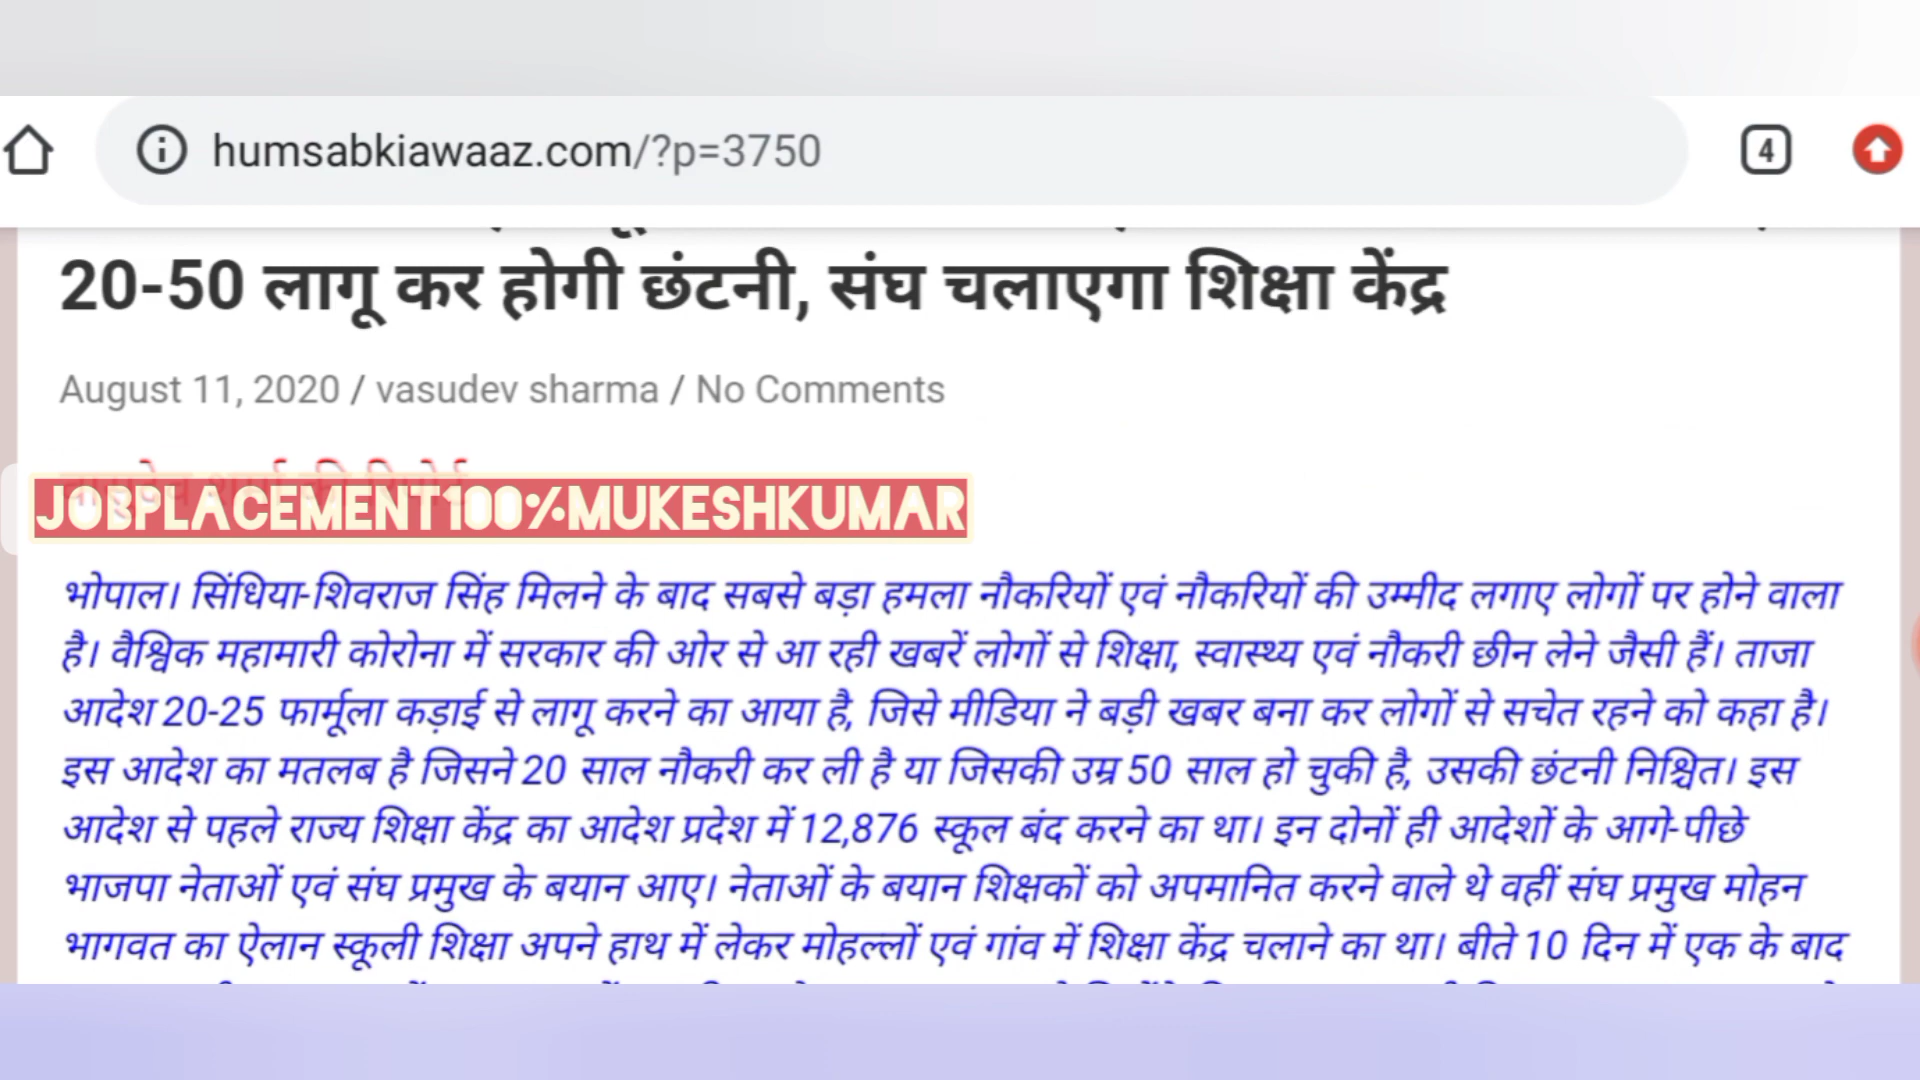 humsabkiawaaz.com/?p=3750
4
20-50 लागू कर होगी छंटनी, संघ चलाएगा शिक्षा केंद्र
August 11, 2020 / vasudev sharma / No Comments
वासुदेव शर्मा की रिपोर्ट
JOBPLACEMENT100%MUKESHKUMAR
भोपाल। सिंधिया-शिवराज सिंह मिलने के बाद सबसे बड़ा हमला नौकरियों एवं नौकरियों की उम्मीद लगाए लोगों पर होने वाला
है। वैश्विक महामारी कोरोना में सरकार की ओर से आ रही खबरें लोगों से शिक्षा, स्वास्थ्य एवं नौकरी छीन लेने जैसी हैं। ताजा
आदेश 20-25 फार्मूला कड़ाई से लागू करने का आया है, जिसे मीडिया ने बड़ी खबर बना कर लोगों से सचेत रहने को कहा है।
इस आदेश का मतलब है जिसने 20 साल नौकरी कर ली है या जिसकी उम्र 50 साल हो चुकी है, उसकी छंटनी निश्चित। इस
आदेश से पहले राज्य शिक्षा केंद्र का आदेश प्रदेश में 12,876 स्कूल बंद करने का था। इन दोनों ही आदेशों के आगे-पीछे
भाजपा नेताओं एवं संघ प्रमुख के बयान आए। नेताओं के बयान शिक्षकों को अपमानित करने वाले थे वहीं संघ प्रमुख मोहन
भागवत का ऐलान स्कूली शिक्षा अपने हाथ में लेकर मोहल्लों एवं गांव में शिक्षा केंद्र चलाने का था। बीते 10 दिन में एक के बाद